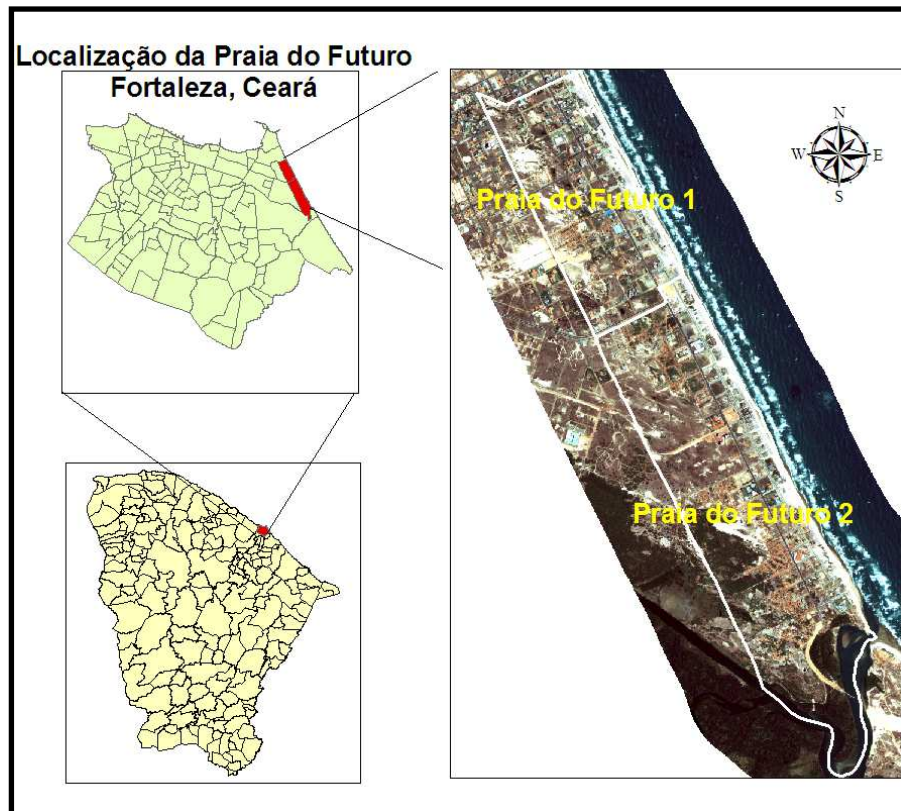 Localização da Praia do Futuro
Fortaleza, Ceará
N
W
E
S
Praia do Futuro 1
Praia do Futuro 2